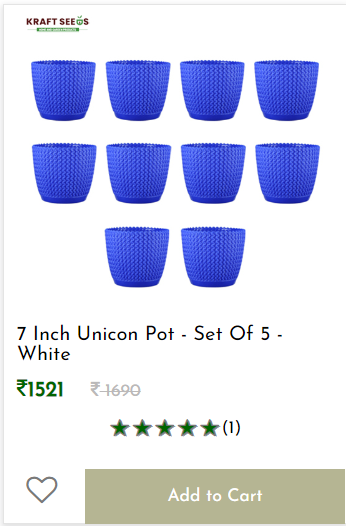 KRAFT SEEDS
7 Inch Unicon Pot - Set Of 5 -
White
₹1521 ₹1690
(1)
Add to Cart